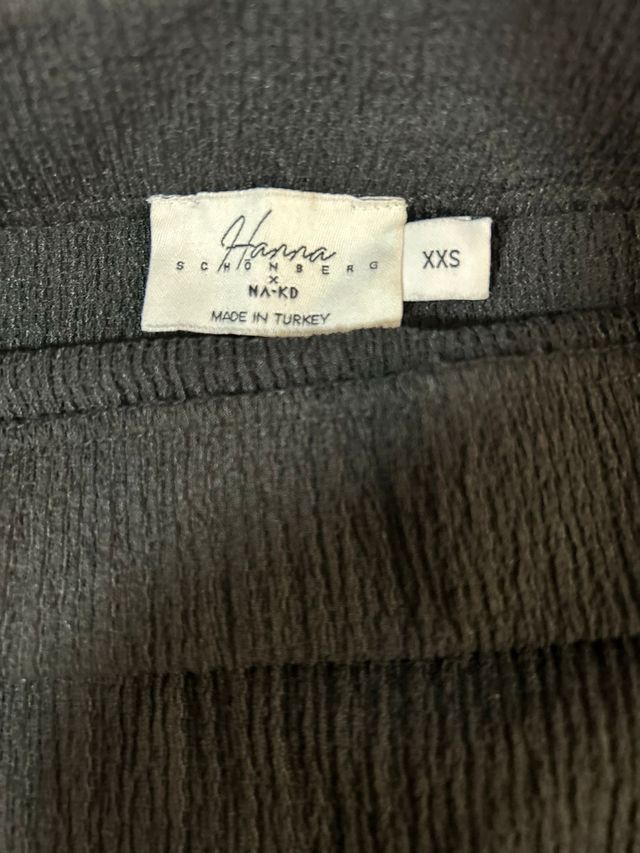 Hanna
SCHÖNBERG
X
NA-KD
MADE IN TURKEY
XXS